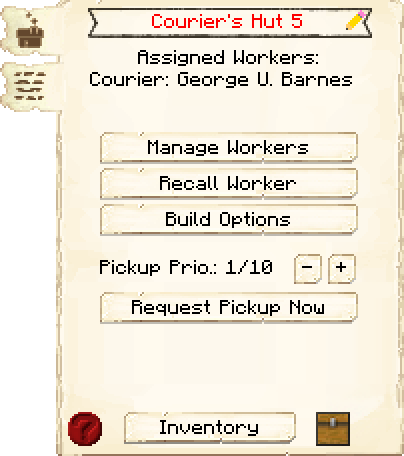 Courier's Hut 5
Assigned Workers:
Courier: George U. Barnes
Manage Workers
Recall Worker
Build Options
Pickup Prio.: 1/10 - +
Request Pickup Now
? Inventory